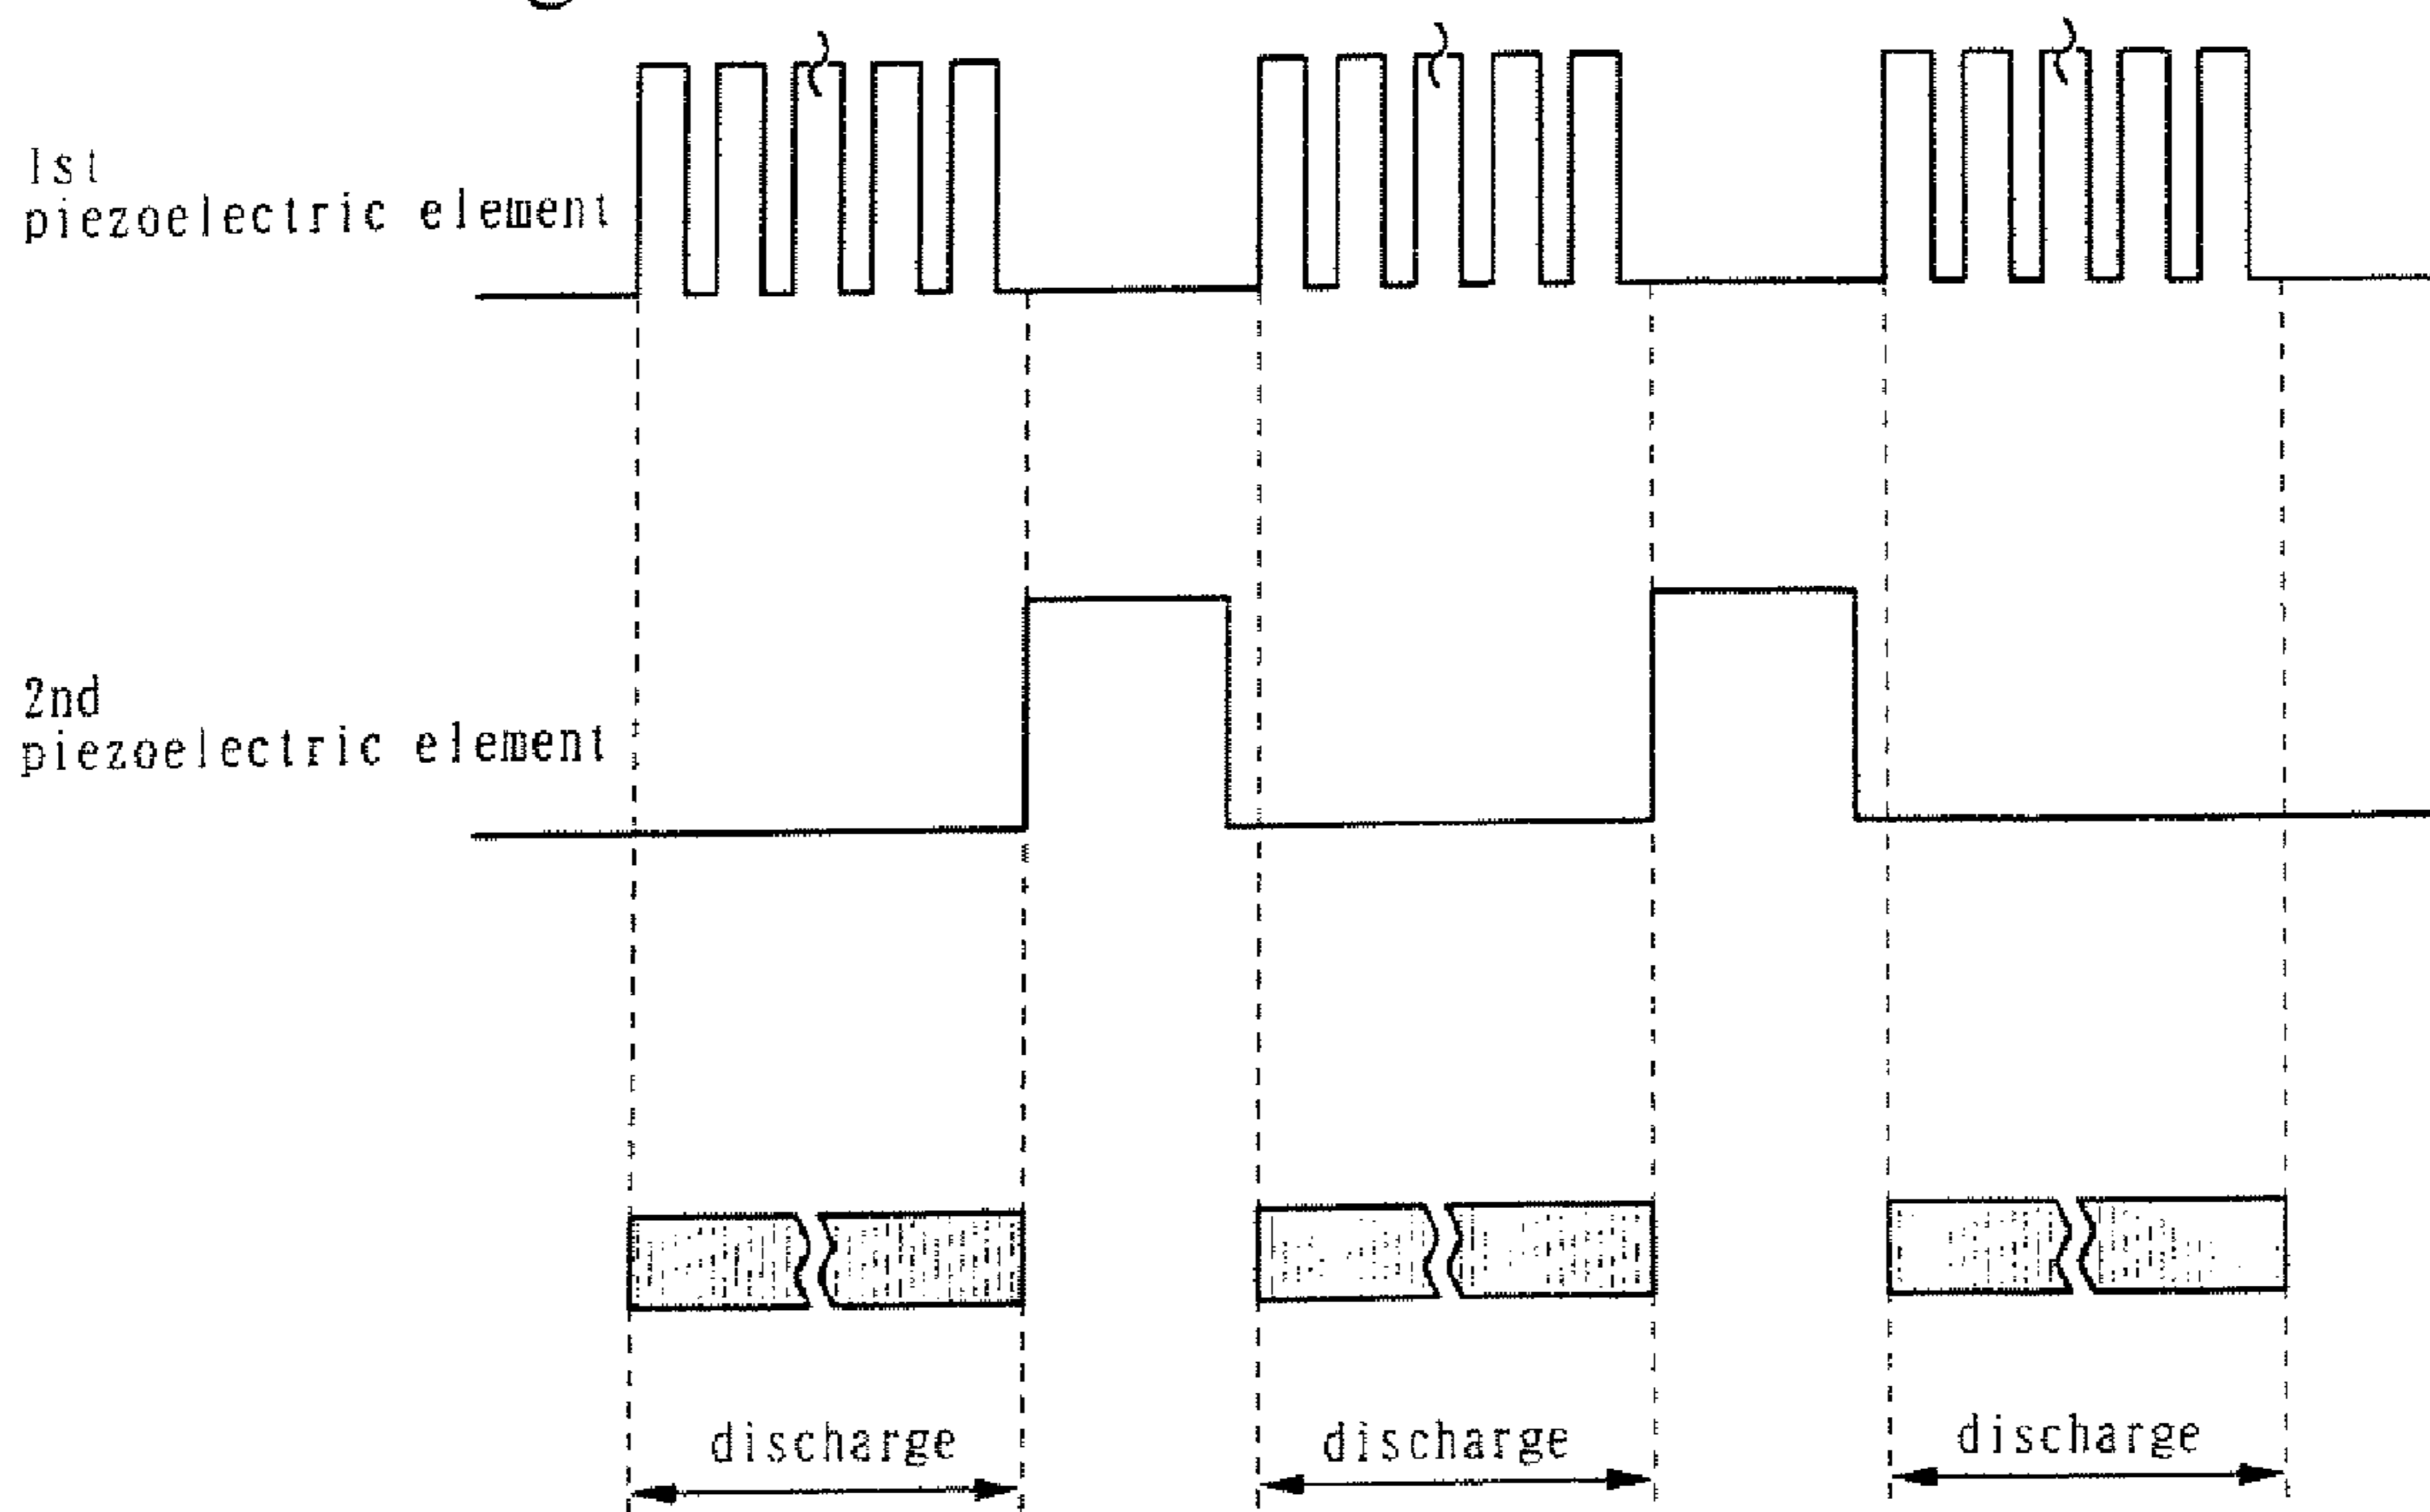 1st
piezoelectric element
2nd
piezoelectric element
discharge
discharge
discharge